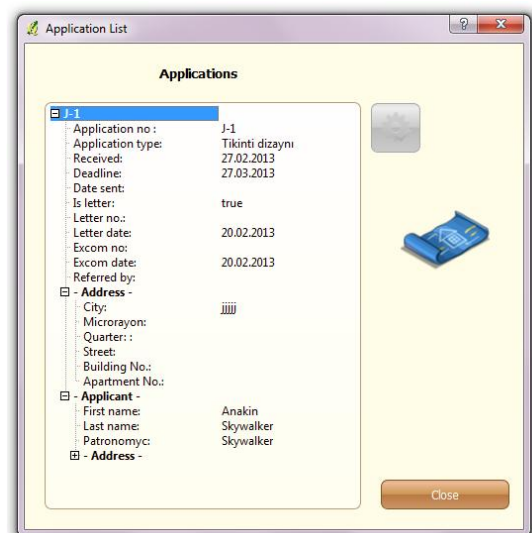 Application List
Applications
J-1
Application no : J-1
Application type: Tikinti dizaynı
Received: 27.02.2013
Deadline: 27.03.2013
Date sent:
Is letter: true
Letter no.:
Letter date: 20.02.2013
Excom no:
Excom date: 20.02.2013
Referred by:
- Address -
City: jjjjj
Microrayon:
Quarter: :
Street:
Building No.:
Apartment No.:
- Applicant -
First name: Anakin
Last name: Skywalker
Patronomyc: Skywalker
- Address -
Close